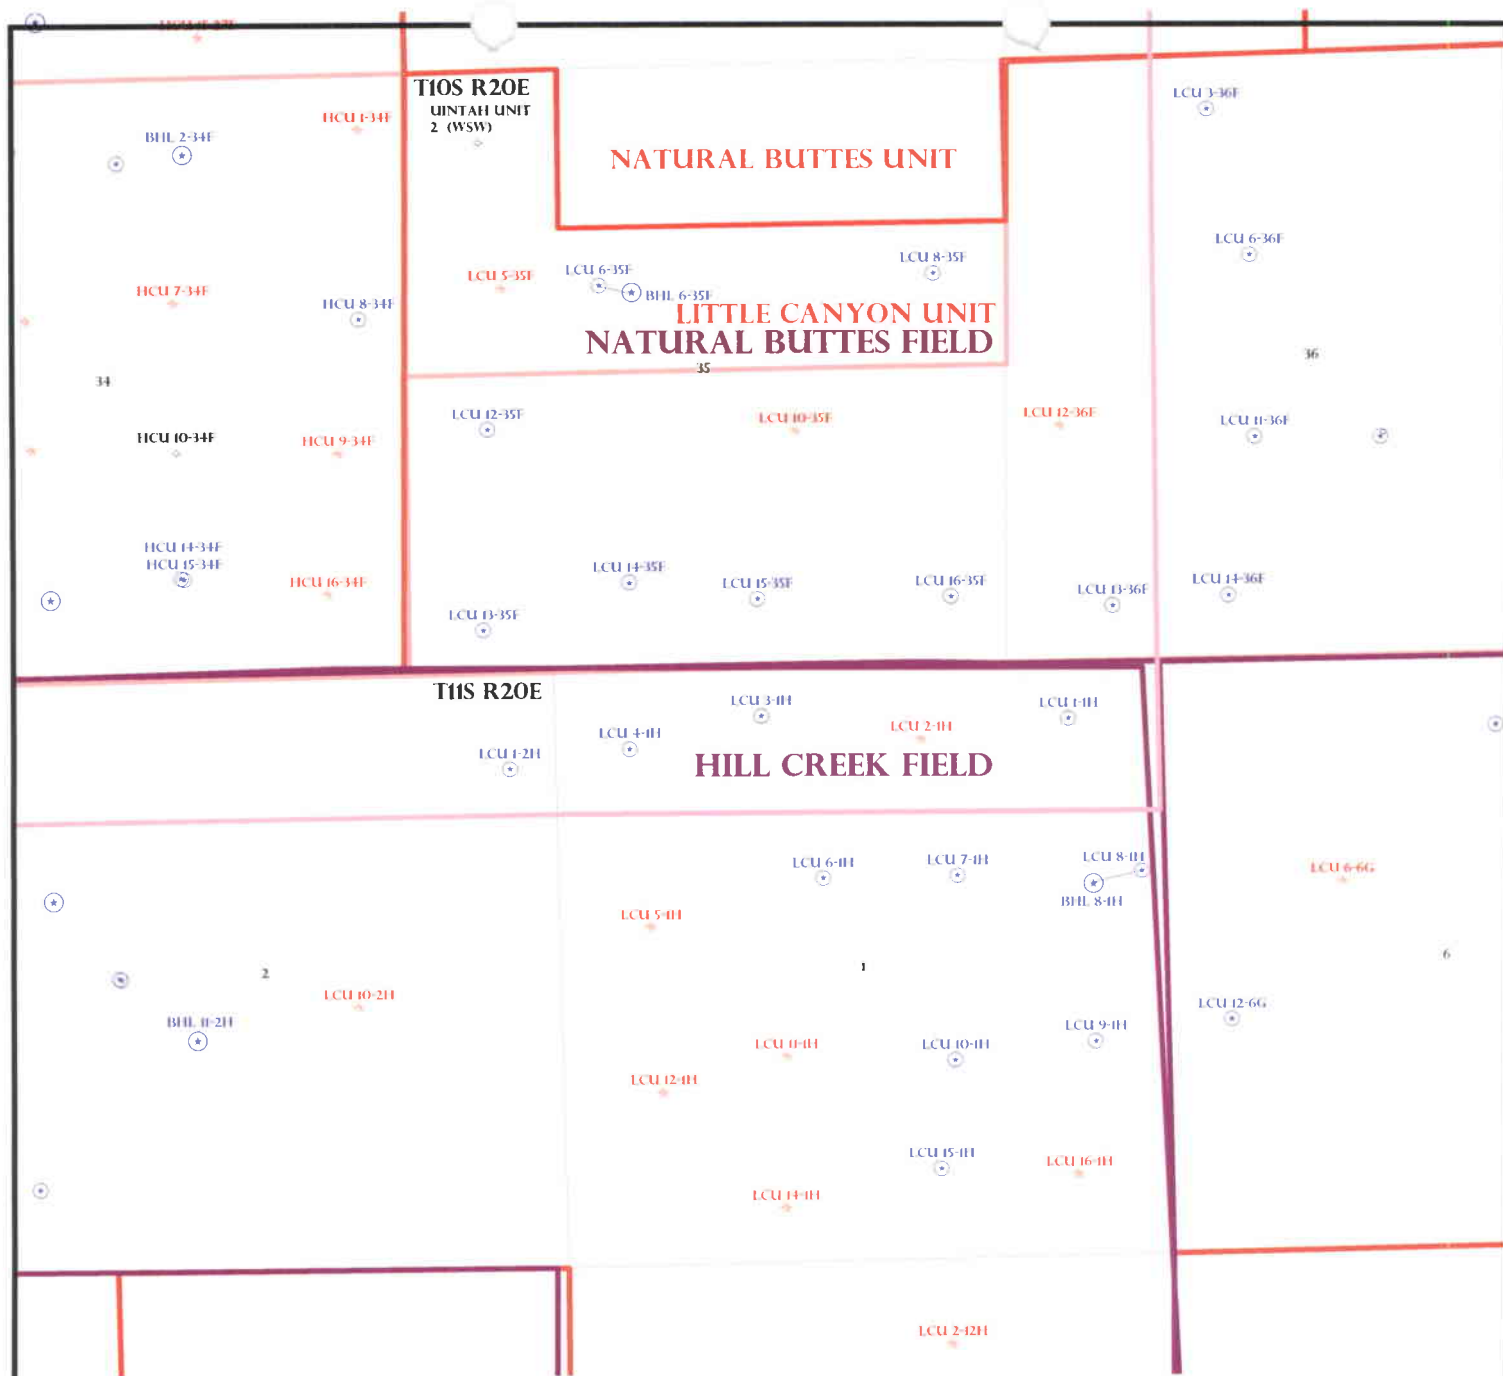 T10S R20E
UINTAH UNIT
2 (WSW)
NATURAL BUTTES UNIT
LCU 3-36F
HCU 1-34F
BHL 2-34F
LCU 6-36F
LCU 5-35F
LCU 6-35F
BHL 6-35F
LCU 8-35F
HCU 7-34F
HCU 8-34F
LITTLE CANYON UNIT
NATURAL BUTTES FIELD
34
35
36
LCU 12-35F
LCU 10-35F
LCU 12-36F
LCU 11-36F
HCU 10-34F
HCU 9-34F
HCU 14-34F
HCU 15-34F
HCU 16-34F
LCU 14-35F
LCU 15-35F
LCU 16-35F
LCU 13-36F
LCU 14-36F
LCU 13-35F
T11S R20E
LCU 3-1H
LCU 1-1H
LCU 4-1H
LCU 2-1H
LCU 1-2H
HILL CREEK FIELD
LCU 6-1H
LCU 7-1H
LCU 8-1H
BHL 8-1H
LCU 6-6G
LCU 5-1H
2
1
6
LCU 10-2H
BHL 11-2H
LCU 12-6G
LCU 11-1H
LCU 10-1H
LCU 9-1H
LCU 12-1H
LCU 15-1H
LCU 16-1H
LCU 14-1H
LCU 2-12H